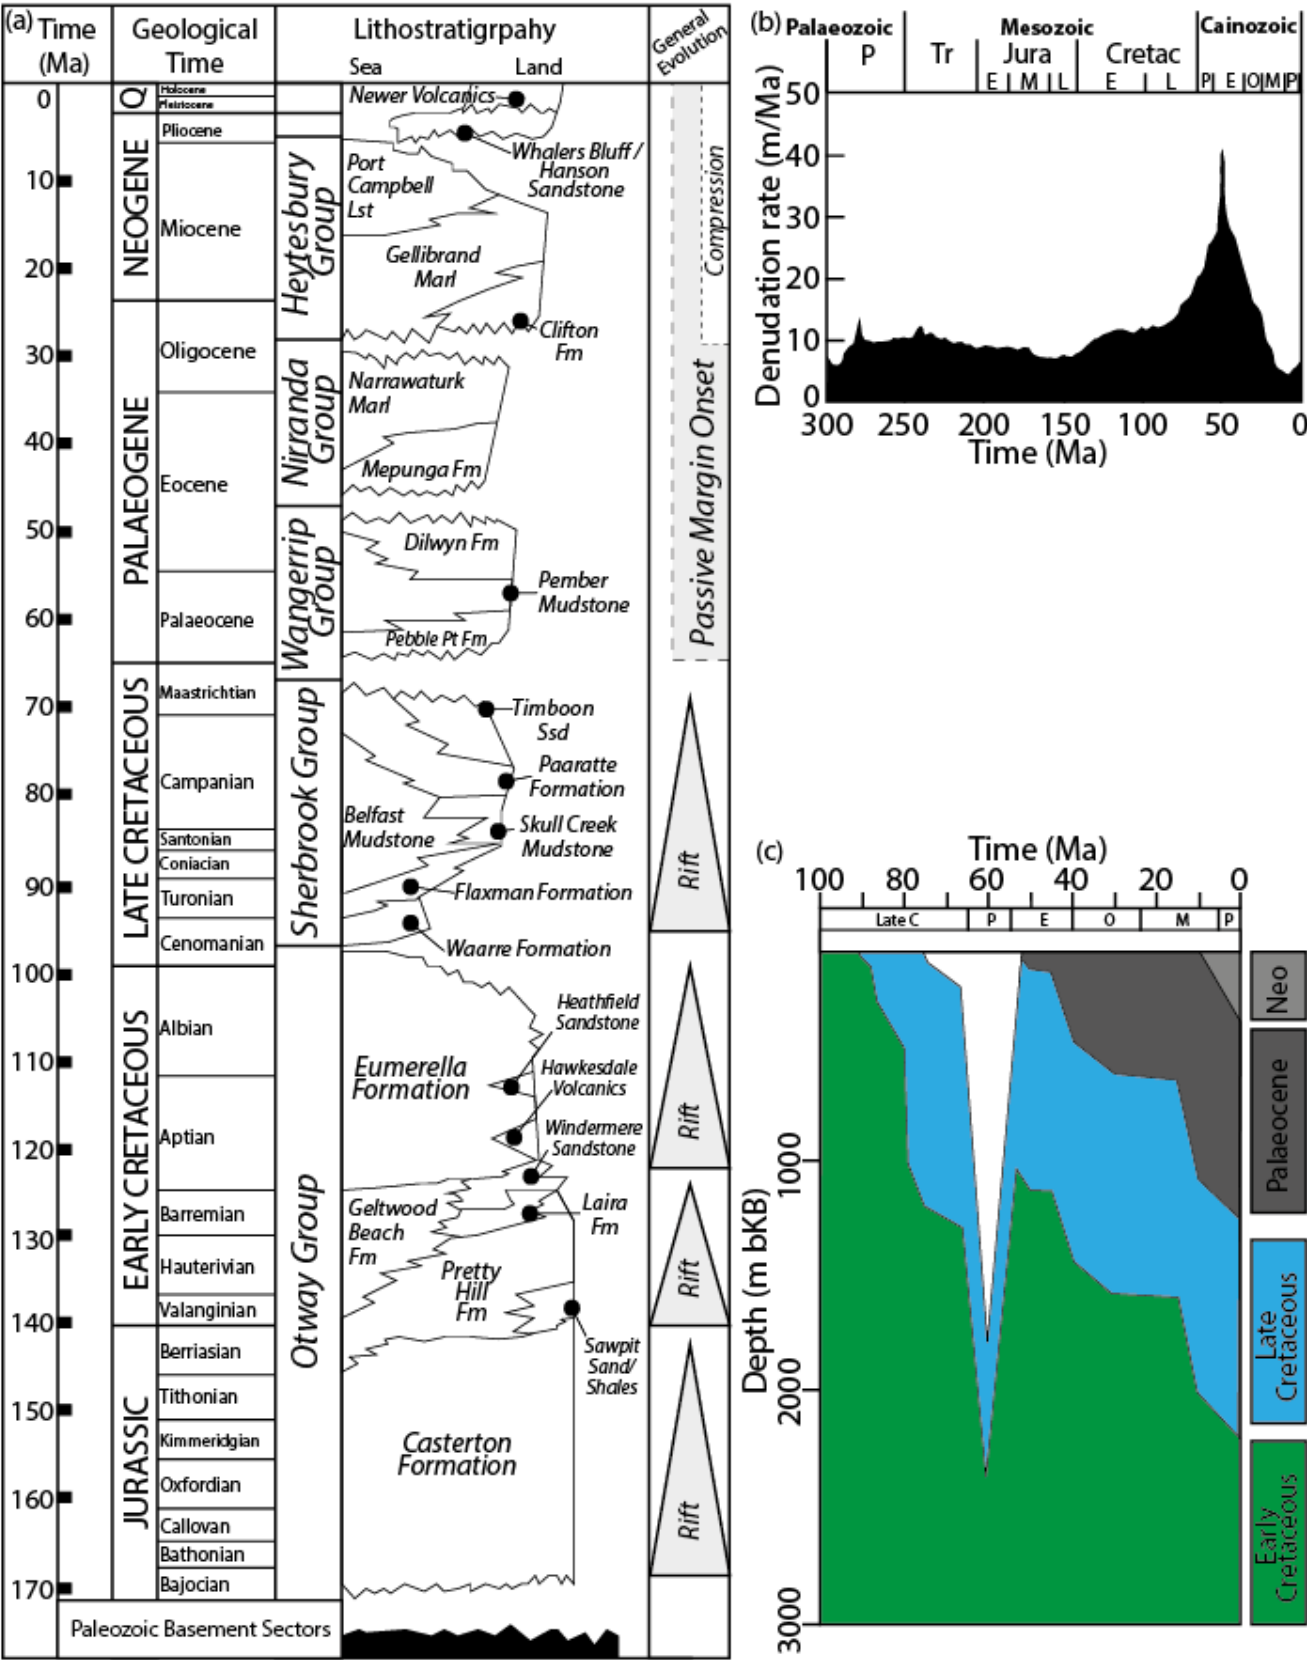 (a) Time
(Ma)
Geological
Time
Lithostratigrpahy
Sea Land
General
Evolution
0
10
20
30
40
50
60
70
80
90
100
110
120
130
140
150
160
170
Q
NEOGENE
PALAEOGENE
LATE CRETACEOUS
EARLY CRETACEOUS
JURASSIC
Holocene
Pleistocene
Pliocene
Miocene
Oligocene
Eocene
Palaeocene
Maastrichtian
Campanian
Santonian
Coniacian
Turonian
Cenomanian
Albian
Aptian
Barremian
Hauterivian
Valanginian
Berriasian
Tithonian
Kimmeridgian
Oxfordian
Callovan
Bathonian
Bajocian
Paleozoic Basement Sectors
Heytesbury
Group
Nirranda
Group
Wangerrip
Group
Sherbrook Group
Otway Group
Newer Volcanics
Whalers Bluff /
Hanson
Sandstone
Port
Campbell
Lst
Gellibrand
Marl
Clifton
Fm
Narrawaturk
Marl
Mepunga Fm
Dilwyn Fm
Pember
Mudstone
Pebble Pt Fm
Timboon
Ssd
Paaratte
Formation
Belfast
Mudstone
Skull Creek
Mudstone
Flaxman Formation
Waarre Formation
Heathfield
Sandstone
Eumerella
Formation
Hawkesdale
Volcanics
Windermere
Sandstone
Geltwood
Beach
Fm
Laira
Fm
Pretty
Hill
Fm
Sawpit
Sand/
Shales
Casterton
Formation
Compression
Passive Margin Onset
Rift
Rift
Rift
Rift
(b) Palaeozoic Mesozoic Cainozoic
P Tr Jura Cretac
E M L E L P E O M P
Denudation rate (m/Ma)
50
40
30
20
10
0
300 250 200 150 100 50 0
Time (Ma)
(c) Time (Ma)
100 80 60 40 20 0
Late C P E O M P
Depth (m bKB)
1000
2000
3000
Neo
Palaeocene
Late
Cretaceous
Early
Cretaceous